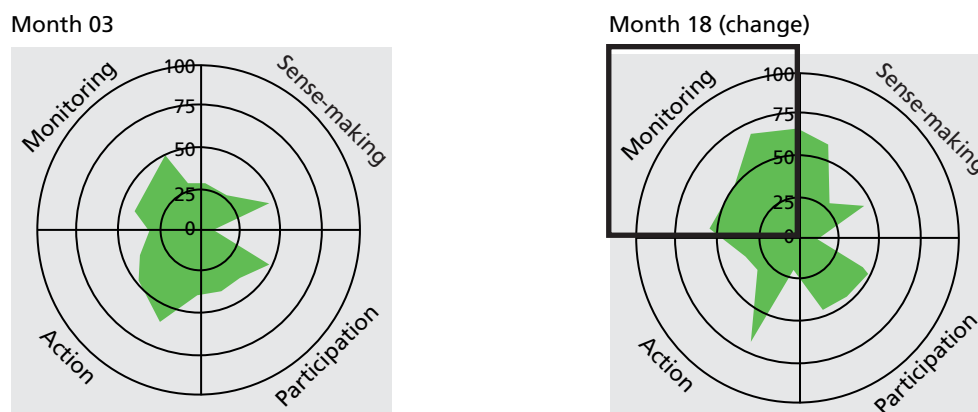 Month 03
Monitoring
Sense-making
100
75
50
25
0
Action
Participation
Month 18 (change)
Monitoring
Sense-making
100
75
50
25
0
Action
Participation